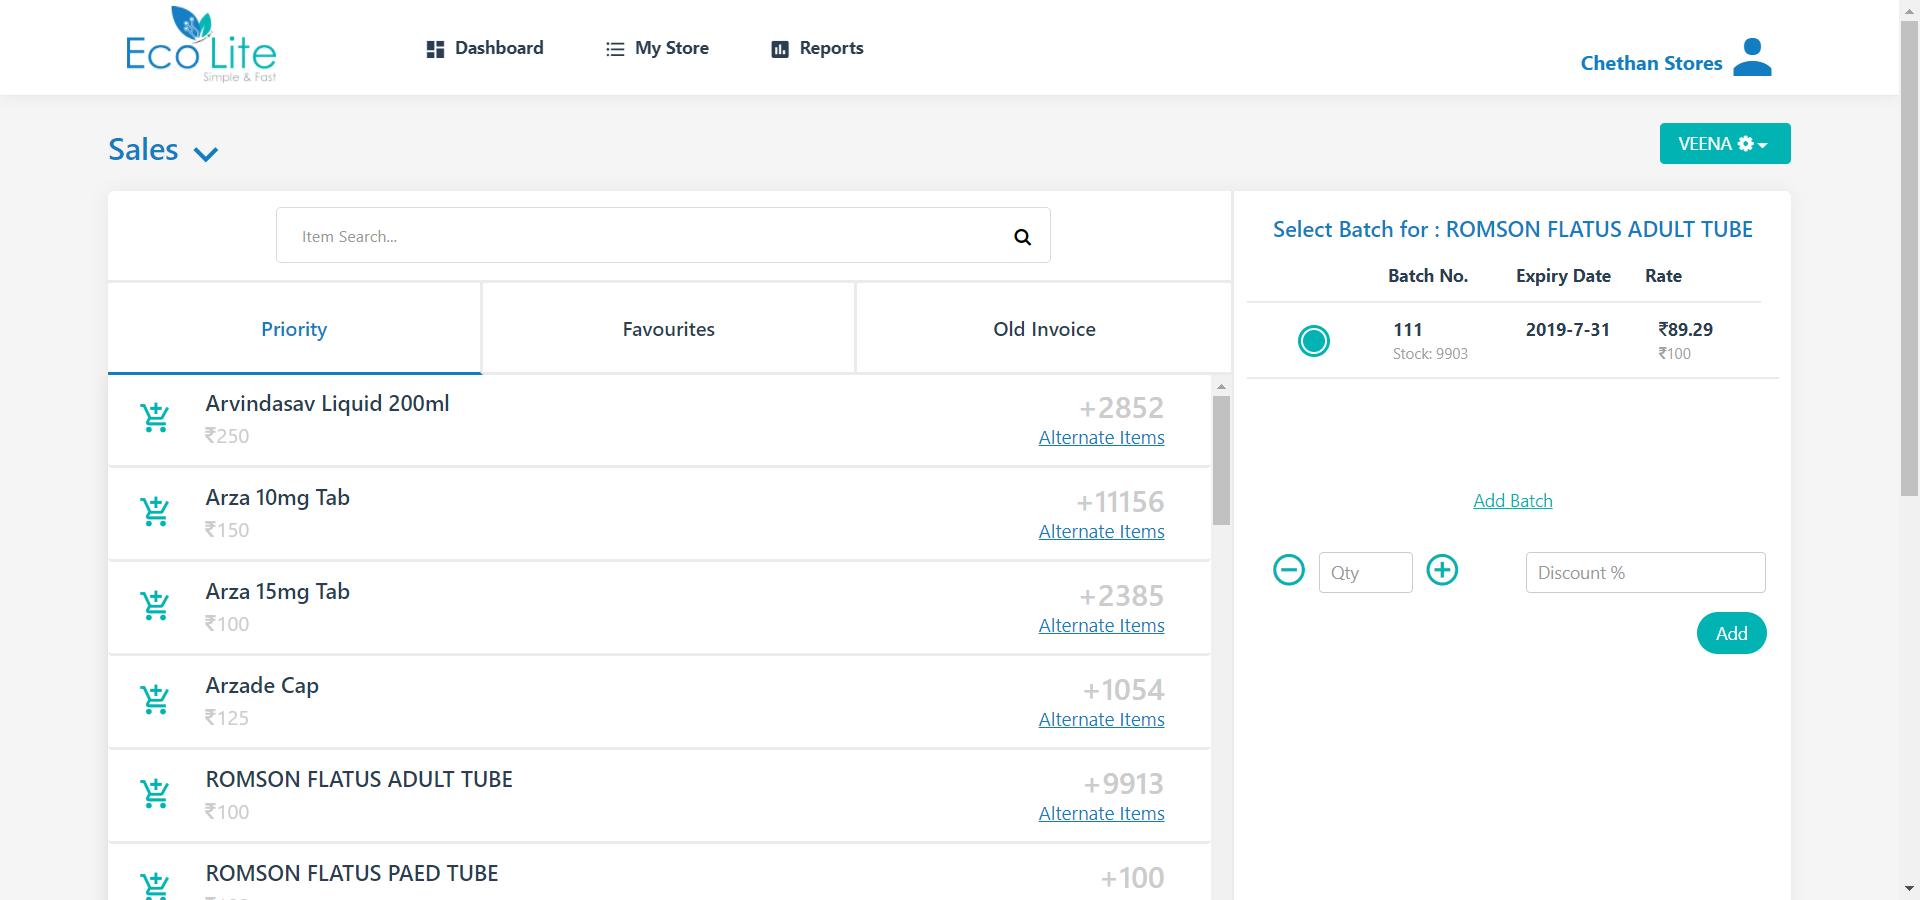 Eco Lite
Simple & Fast
Dashboard
My Store
Reports
Chethan Stores
Sales
VEENA
Item Search...
Priority
Favourites
Old Invoice
Arvindasav Liquid 200ml
₹250
+2852
Alternate Items
Arza 10mg Tab
₹150
+11156
Alternate Items
Arza 15mg Tab
₹100
+2385
Alternate Items
Arzade Cap
₹125
+1054
Alternate Items
ROMSON FLATUS ADULT TUBE
₹100
+9913
Alternate Items
ROMSON FLATUS PAED TUBE
+100
Select Batch for : ROMSON FLATUS ADULT TUBE
Batch No. Expiry Date Rate
111 2019-7-31 ₹89.29
Stock: 9903 ₹100
Add Batch
Qty
Discount %
Add